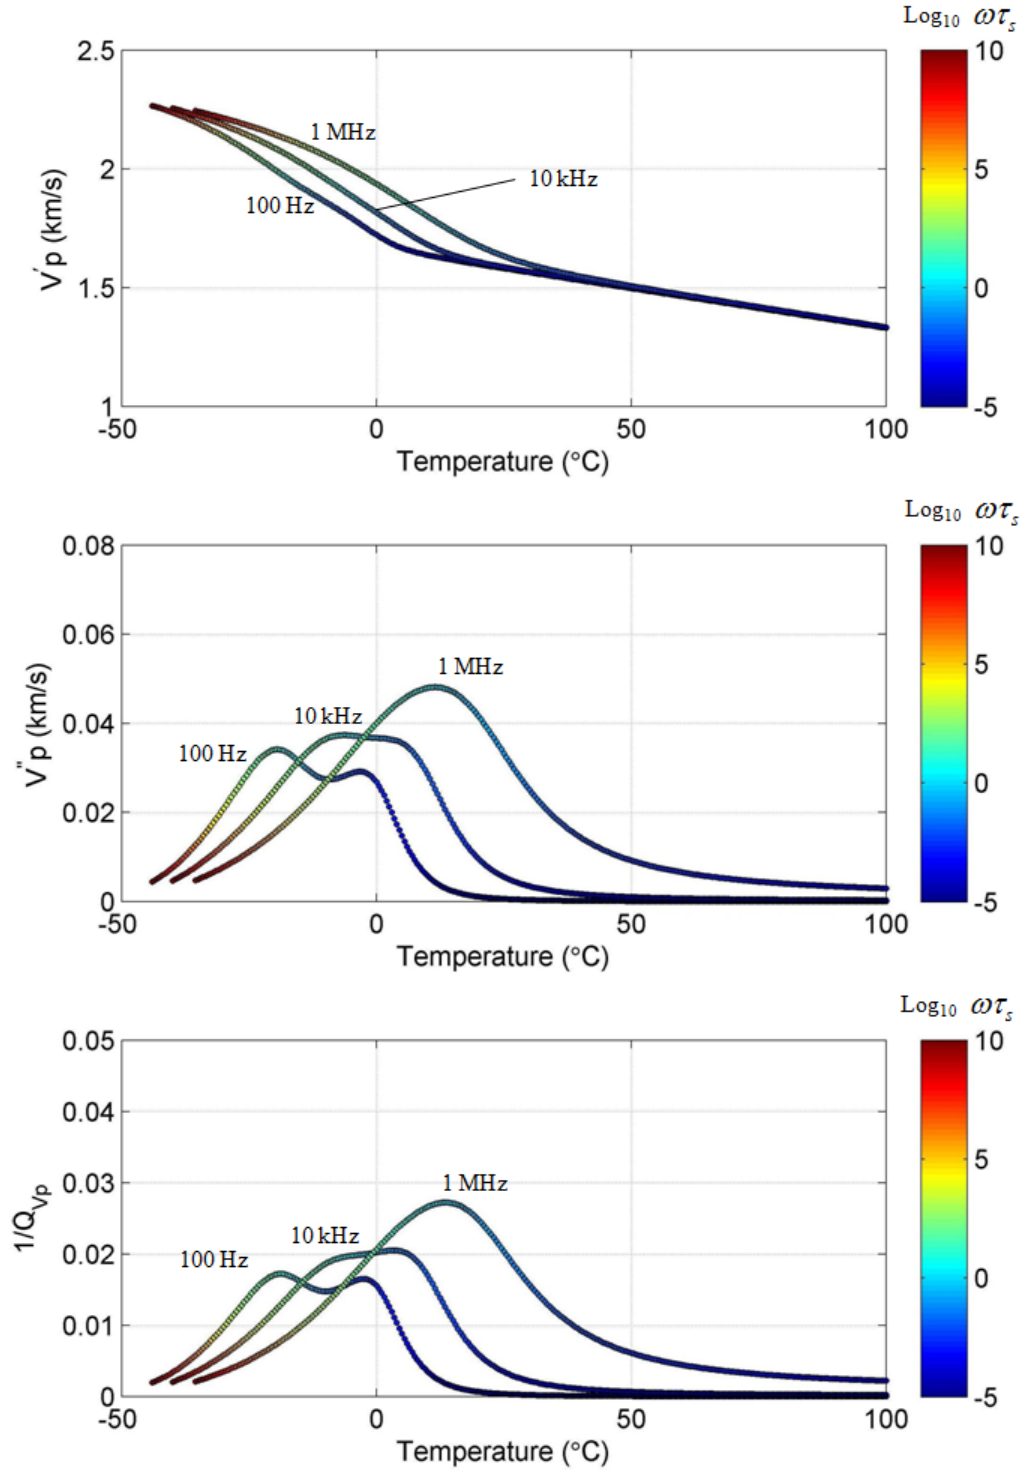 Log10 ωτs
2.5
2
1.5
1
V'p (km/s)
1 MHz
10 kHz
100 Hz
-50
0
50
100
Temperature (°C)
10
5
0
-5
Log10 ωτs
0.08
0.06
0.04
0.02
0
V"p (km/s)
1 MHz
10 kHz
100 Hz
-50
0
50
100
Temperature (°C)
10
5
0
-5
Log10 ωτs
0.05
0.04
0.03
0.02
0.01
0
1/QVp
1 MHz
10 kHz
100 Hz
-50
0
50
100
Temperature (°C)
10
5
0
-5